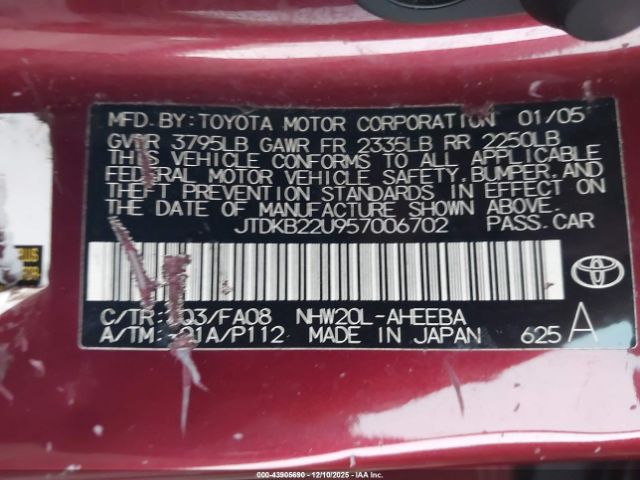 MFD. BY: TOYOTA MOTOR CORPORATION 01/05
GVWR 3795LB GAWR FR 2335LB RR 2250LB
THIS VEHICLE CONFORMS TO ALL APPLICABLE
FEDERAL MOTOR VEHICLE SAFETY, BUMPER, AND
THEFT PREVENTION STANDARDS IN EFFECT ON
THE DATE OF MANUFACTURE SHOWN ABOVE.
JTDKB22U957006702 PASS. CAR
C/TR: 3Q3/FA08 NHW20L-AHEEBA
A/TM: -01A/P112 MADE IN JAPAN 625 A
000-43905690 - 12/10/2025 - IAAI.COM